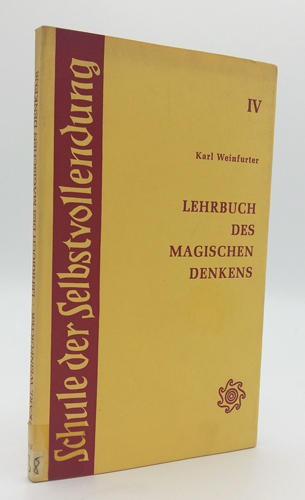 Schule der Selbstvollendung
IV
Karl Weinfurter
LEHRBUCH
DES
MAGISCHEN
DENKENS
KARL WEINFURTER – LEHRBUCH DES MAGISCHEN DENKENS